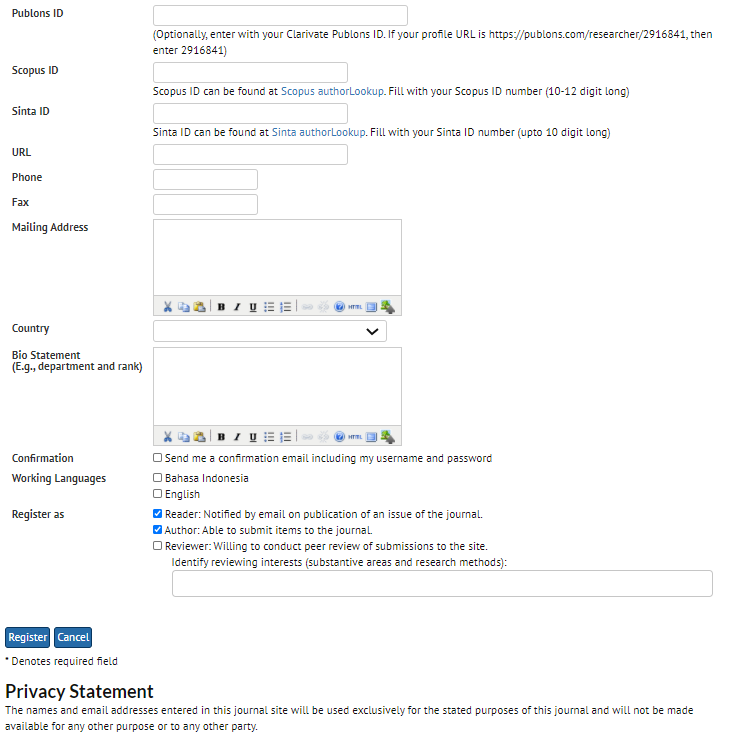 Publons ID
(Optionally, enter with your Clarivate Publons ID. If your profile URL is https://publons.com/researcher/2916841, then
enter 2916841)
Scopus ID
Scopus ID can be found at Scopus authorLookup. Fill with your Scopus ID number (10-12 digit long)
Sinta ID
Sinta ID can be found at Sinta authorLookup. Fill with your Sinta ID number (upto 10 digit long)
URL
Phone
Fax
Mailing Address
B I U HTML
Country
Bio Statement
(E.g., department and rank)
B I U HTML
Confirmation
Send me a confirmation email including my username and password
Working Languages
Bahasa Indonesia
English
Register as
Reader: Notified by email on publication of an issue of the journal.
Author: Able to submit items to the journal.
Reviewer: Willing to conduct peer review of submissions to the site.
Identify reviewing interests (substantive areas and research methods):
Register Cancel
* Denotes required field
Privacy Statement
The names and email addresses entered in this journal site will be used exclusively for the stated purposes of this journal and will not be made
available for any other purpose or to any other party.